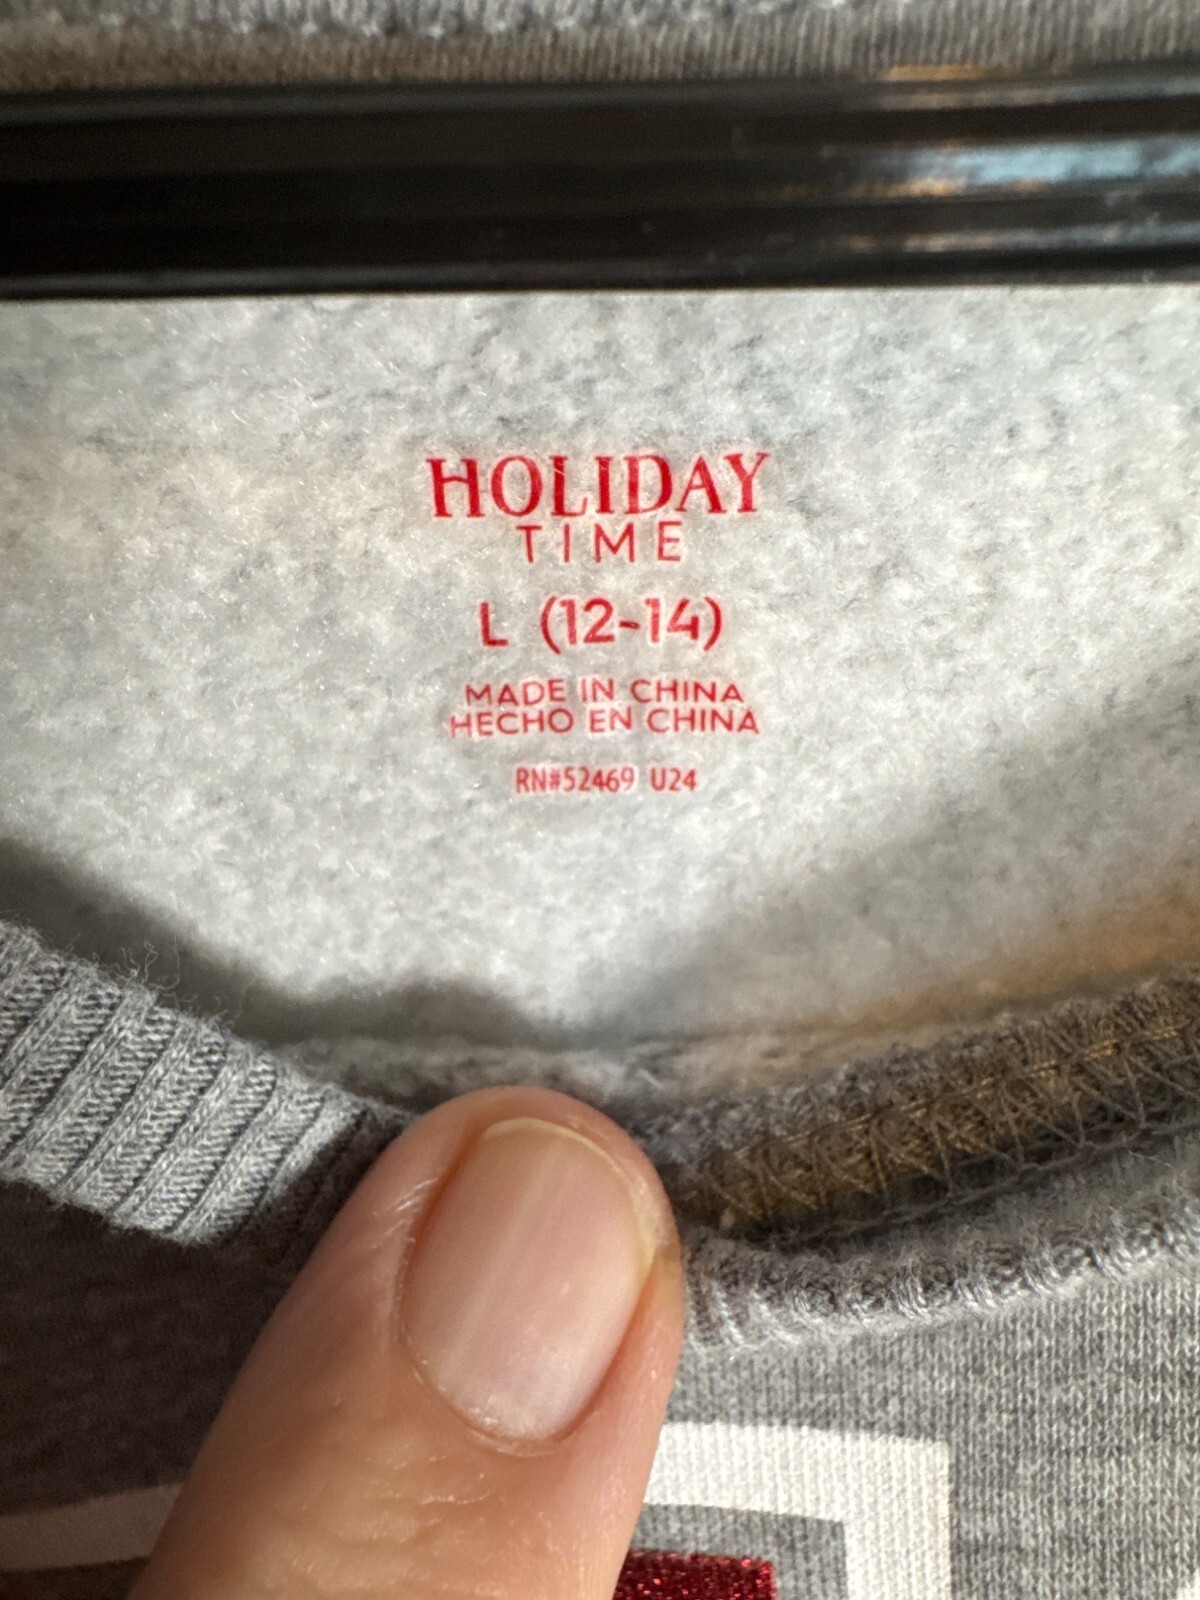 HOLIDAY
TIME
L (12-14)
MADE IN CHINA
HECHO EN CHINA
RN#52469 U24